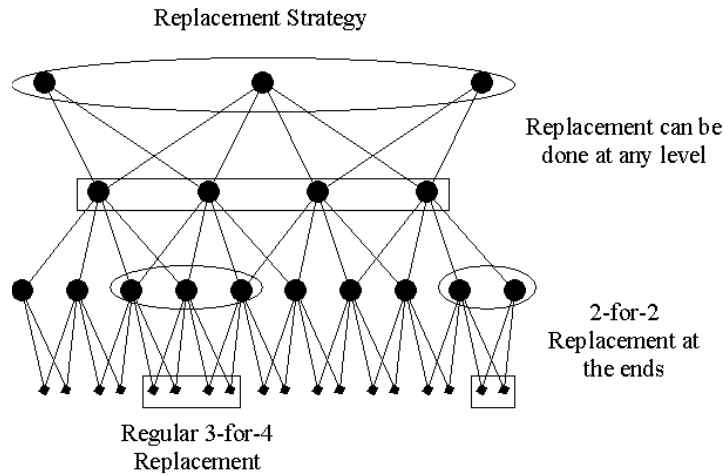 Replacement Strategy
Replacement can be
done at any level
2-for-2
Replacement at
the ends
Regular 3-for-4
Replacement